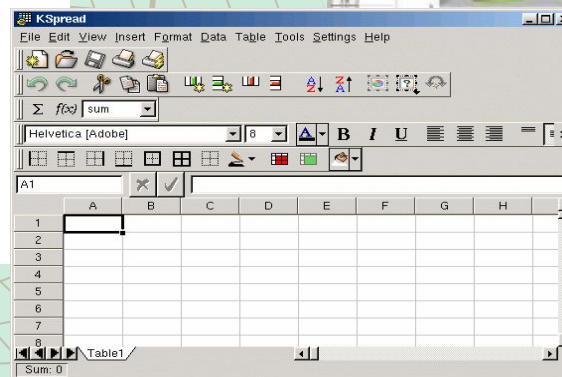 KSpread
File Edit View Insert Format Data Table Tools Settings Help
Σ f(x) sum
Helvetica [Adobe] 8 A B I U
A1
A B C D E F G H
1
2
3
4
5
6
7
8
Table1
Sum: 0